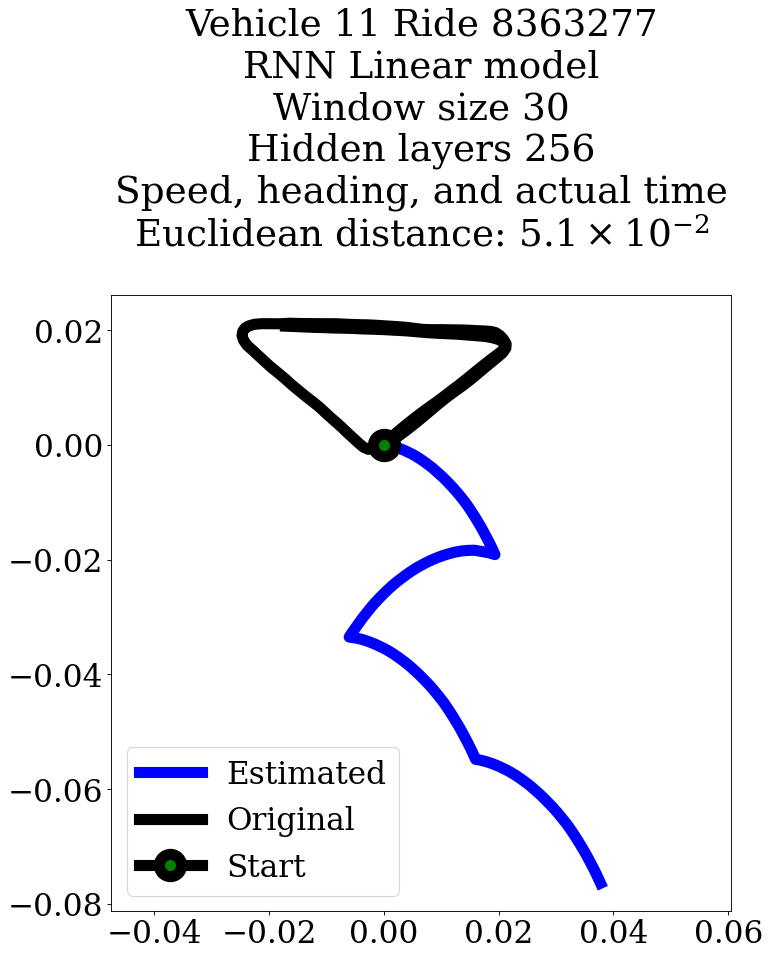 Vehicle 11 Ride 8363277
RNN Linear model
Window size 30
Hidden layers 256
Speed, heading, and actual time
Euclidean distance: 5.1 × 10⁻²
0.02
0.00
−0.02
−0.04
−0.06
−0.08
Estimated
Original
Start
−0.04 −0.02 0.00 0.02 0.04 0.06